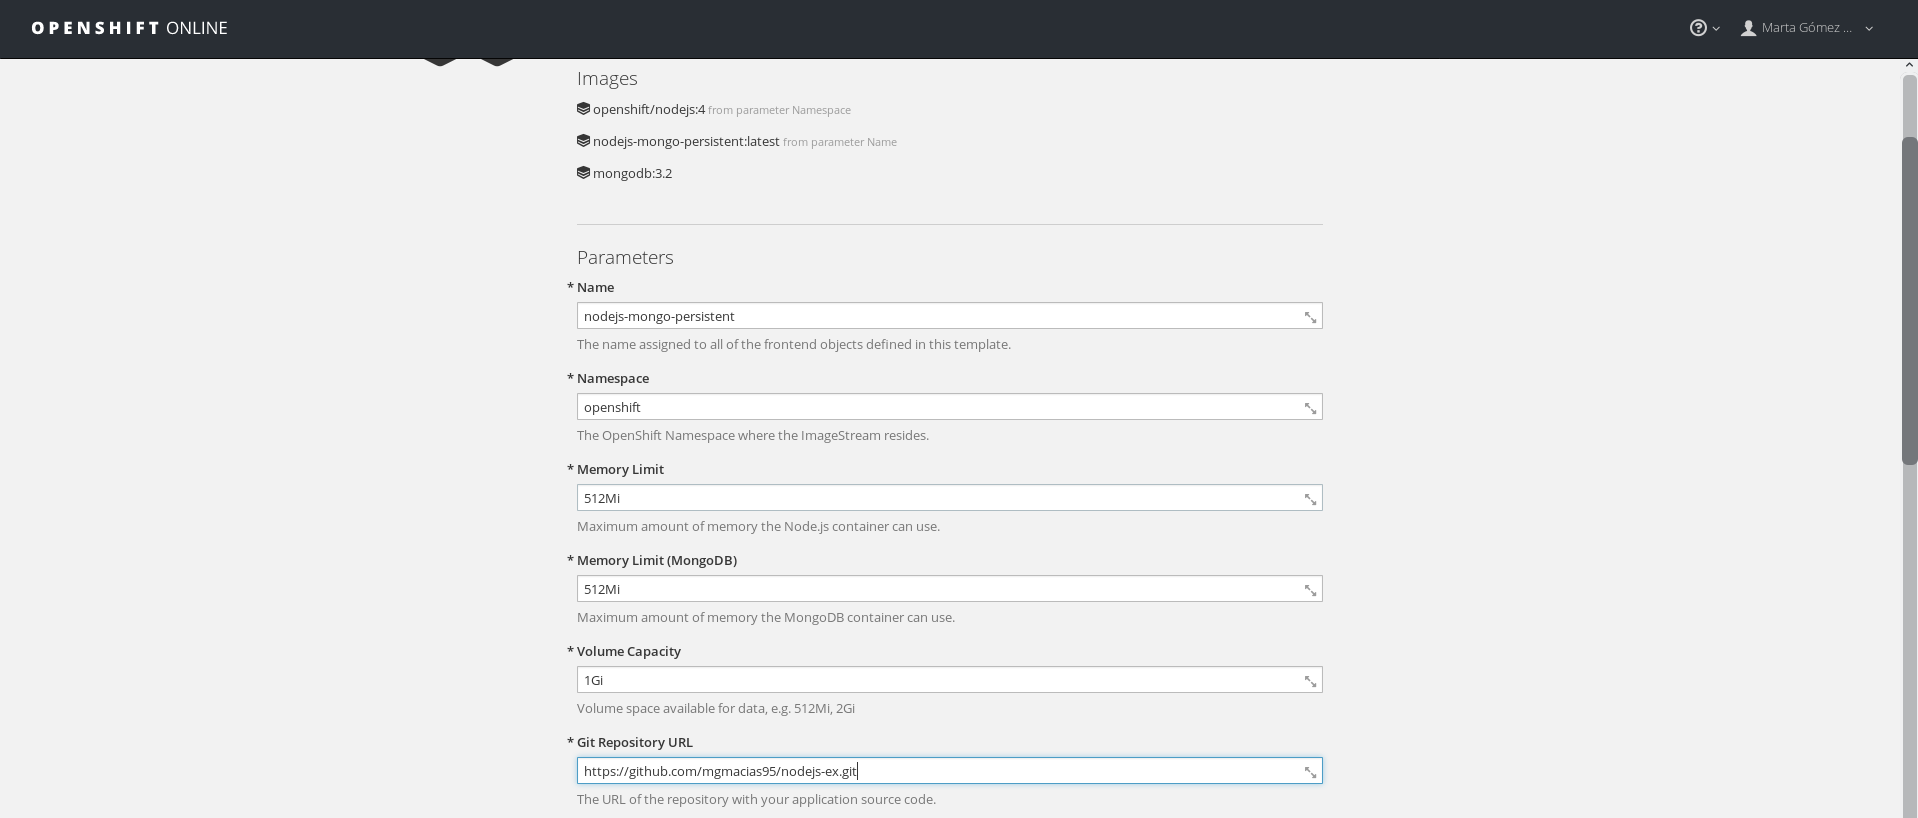 OPENSHIFT ONLINE
Marta Gómez ...
Images
openshift/nodejs:4 from parameter Namespace
nodejs-mongo-persistent:latest from parameter Name
mongodb:3.2
Parameters
* Name
nodejs-mongo-persistent
The name assigned to all of the frontend objects defined in this template.
* Namespace
openshift
The OpenShift Namespace where the ImageStream resides.
* Memory Limit
512Mi
Maximum amount of memory the Node.js container can use.
* Memory Limit (MongoDB)
512Mi
Maximum amount of memory the MongoDB container can use.
* Volume Capacity
1Gi
Volume space available for data, e.g. 512Mi, 2Gi
* Git Repository URL
https://github.com/mgmacias95/nodejs-ex.git
The URL of the repository with your application source code.